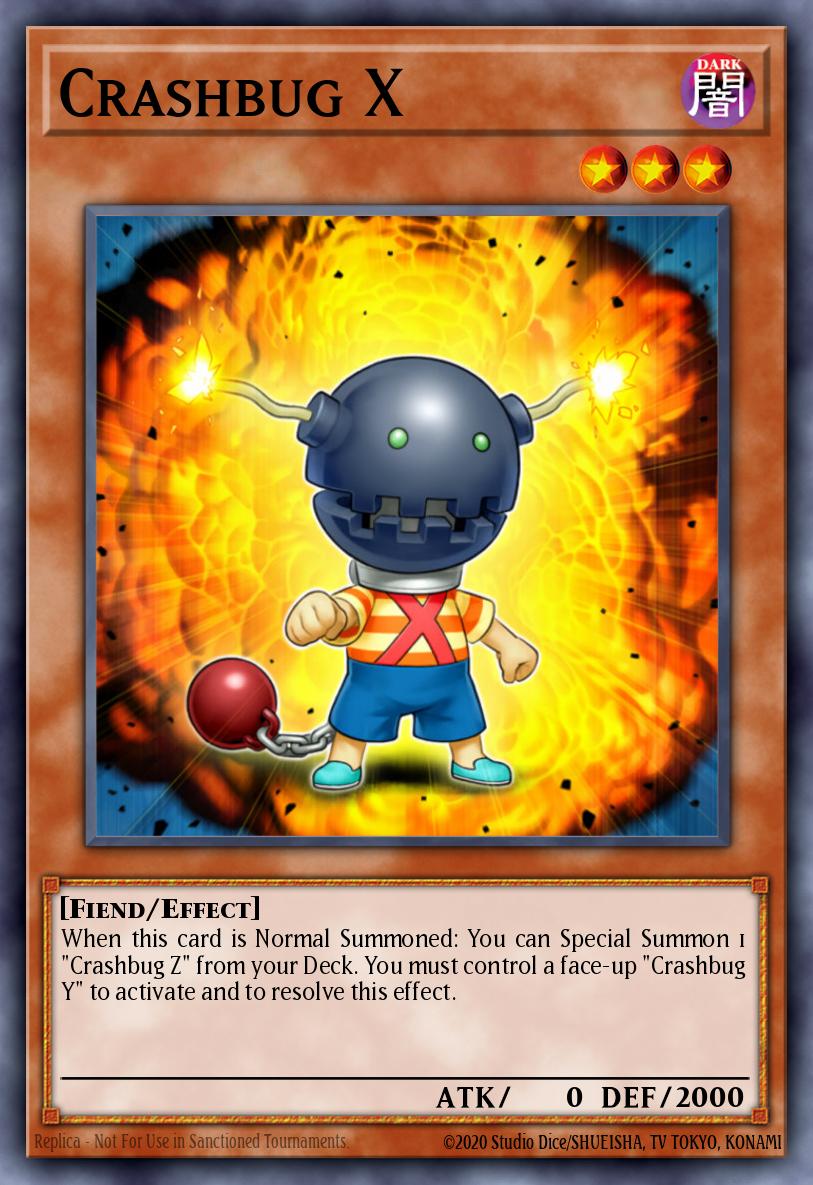 Crashbug X
DARK
闇
X
[Fiend/Effect]
When this card is Normal Summoned: You can Special Summon 1
"Crashbug Z" from your Deck. You must control a face-up "Crashbug
Y" to activate and to resolve this effect.
ATK/ 0 DEF/2000
Replica - Not For Use in Sanctioned Tournaments.
©2020 Studio Dice/SHUEISHA, TV TOKYO, KONAMI